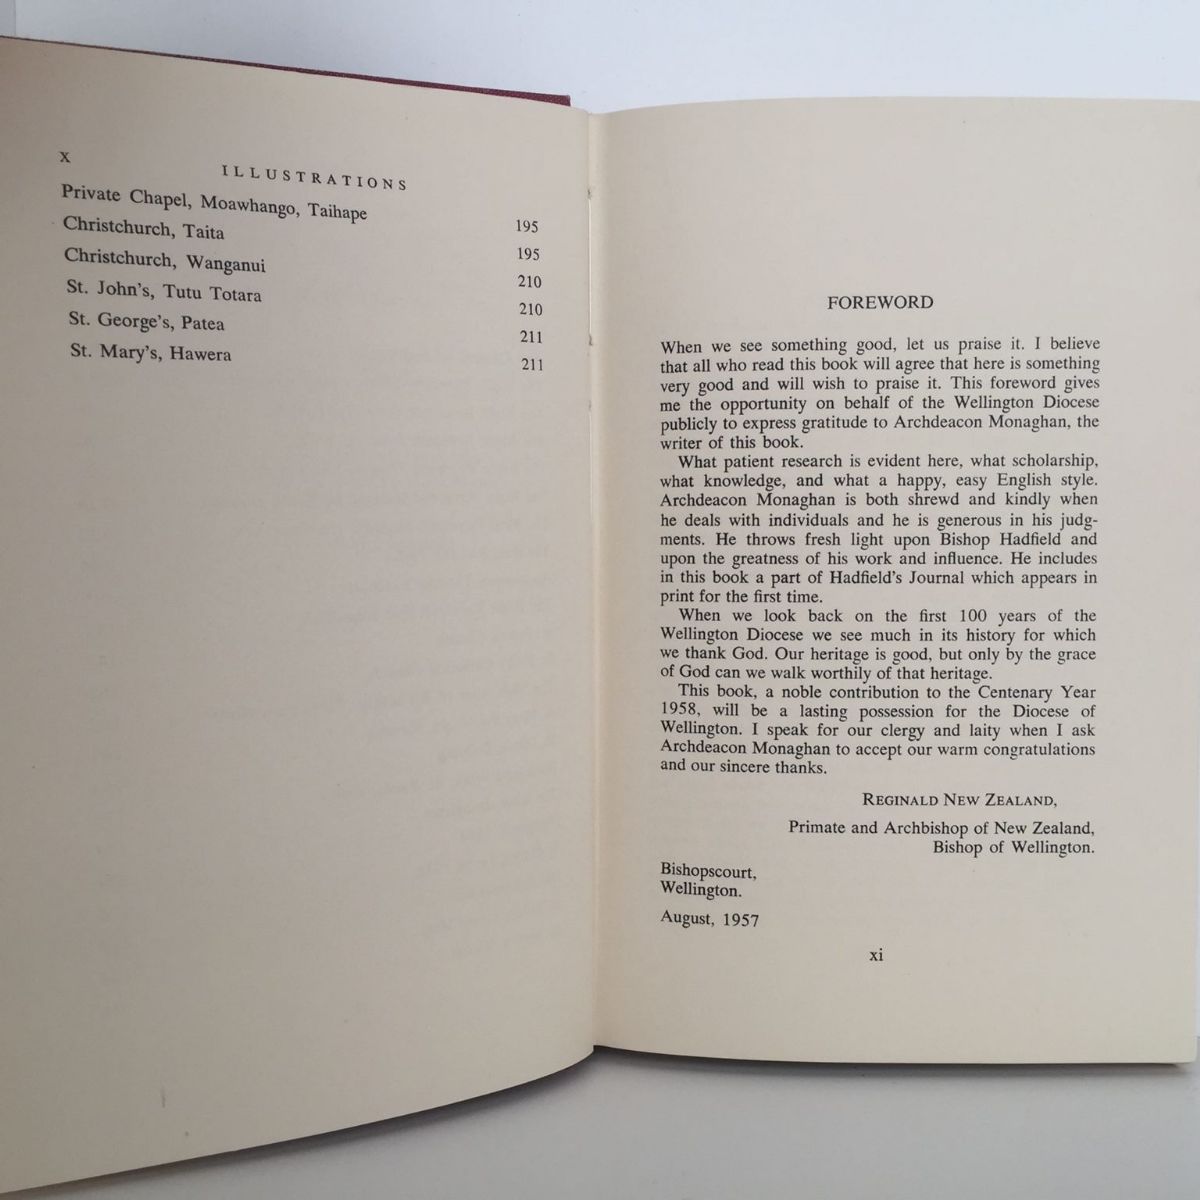 x
ILLUSTRATIONS
Private Chapel, Moawhango, Taihape 195
Christchurch, Taita 195
Christchurch, Wanganui 210
St. John's, Tutu Totara 210
St. George's, Patea 211
St. Mary's, Hawera 211
FOREWORD
When we see something good, let us praise it. I believe
that all who read this book will agree that here is something
very good and will wish to praise it. This foreword gives
me the opportunity on behalf of the Wellington Diocese
publicly to express gratitude to Archdeacon Monaghan, the
writer of this book.
What patient research is evident here, what scholarship,
what knowledge, and what a happy, easy English style.
Archdeacon Monaghan is both shrewd and kindly when
he deals with individuals and he is generous in his judg-
ments. He throws fresh light upon Bishop Hadfield and
upon the greatness of his work and influence. He includes
in this book a part of Hadfield's Journal which appears in
print for the first time.
When we look back on the first 100 years of the
Wellington Diocese we see much in its history for which
we thank God. Our heritage is good, but only by the grace
of God can we walk worthily of that heritage.
This book, a noble contribution to the Centenary Year
1958, will be a lasting possession for the Diocese of
Wellington. I speak for our clergy and laity when I ask
Archdeacon Monaghan to accept our warm congratulations
and our sincere thanks.
REGINALD NEW ZEALAND,
Primate and Archbishop of New Zealand,
Bishop of Wellington.
Bishopscourt,
Wellington.
August, 1957
xi